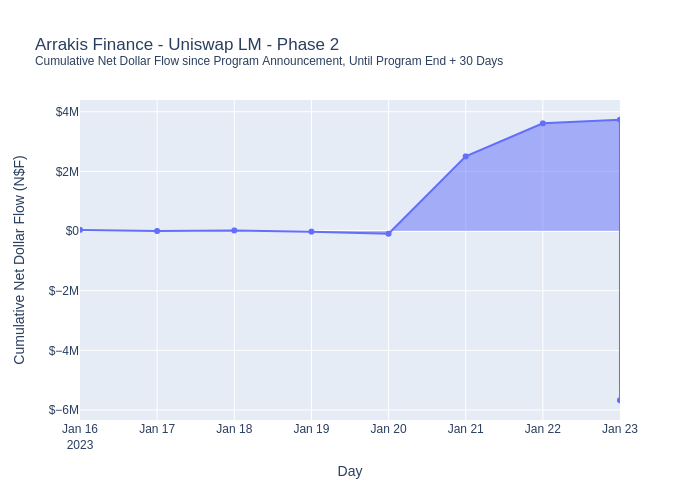 Arrakis Finance - Uniswap LM - Phase 2
Cumulative Net Dollar Flow since Program Announcement, Until Program End + 30 Days
Cumulative Net Dollar Flow (N$F)
$4M
$2M
$0
$−2M
$−4M
$−6M
Jan 16 Jan 17 Jan 18 Jan 19 Jan 20 Jan 21 Jan 22 Jan 23
2023
Day